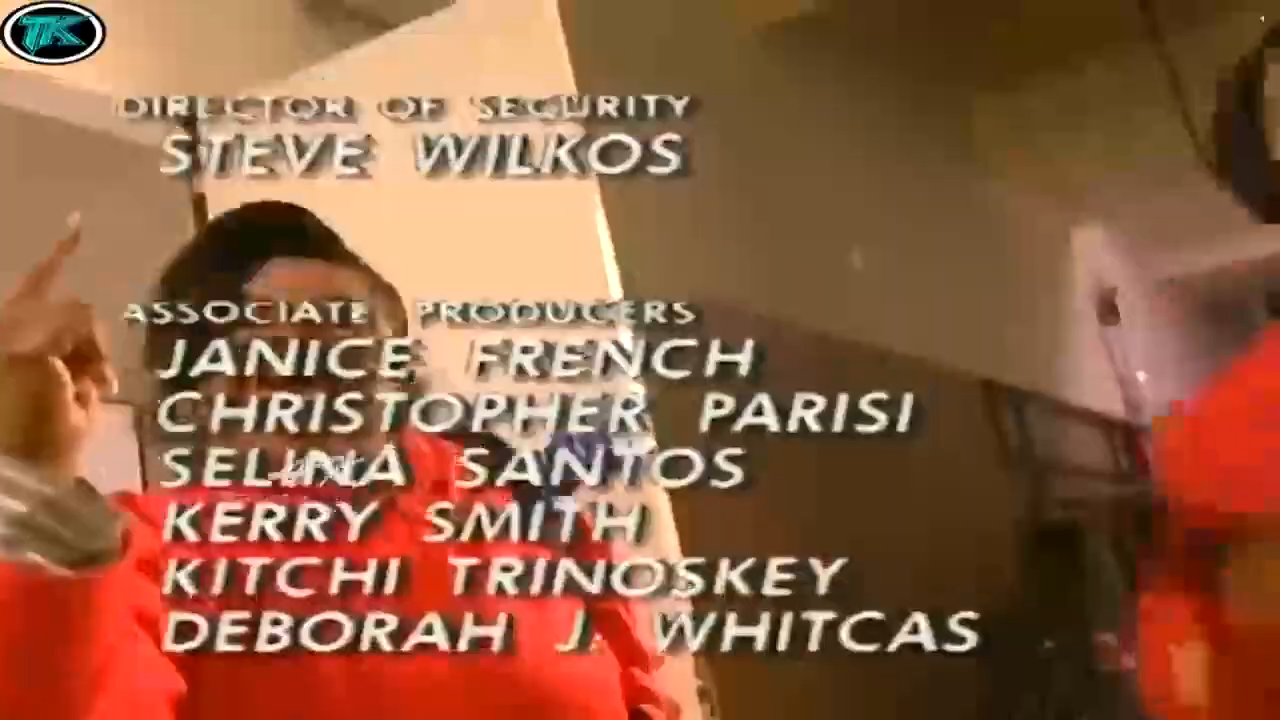 TK
DIRECTOR OF SECURITY
STEVE WILKOS
ASSOCIATE PRODUCERS
JANICE FRENCH
CHRISTOPHER PARISI
SELINA SANTOS
KERRY SMITH
KITCHI TRINOSKEY
DEBORAH J. WHITCAS